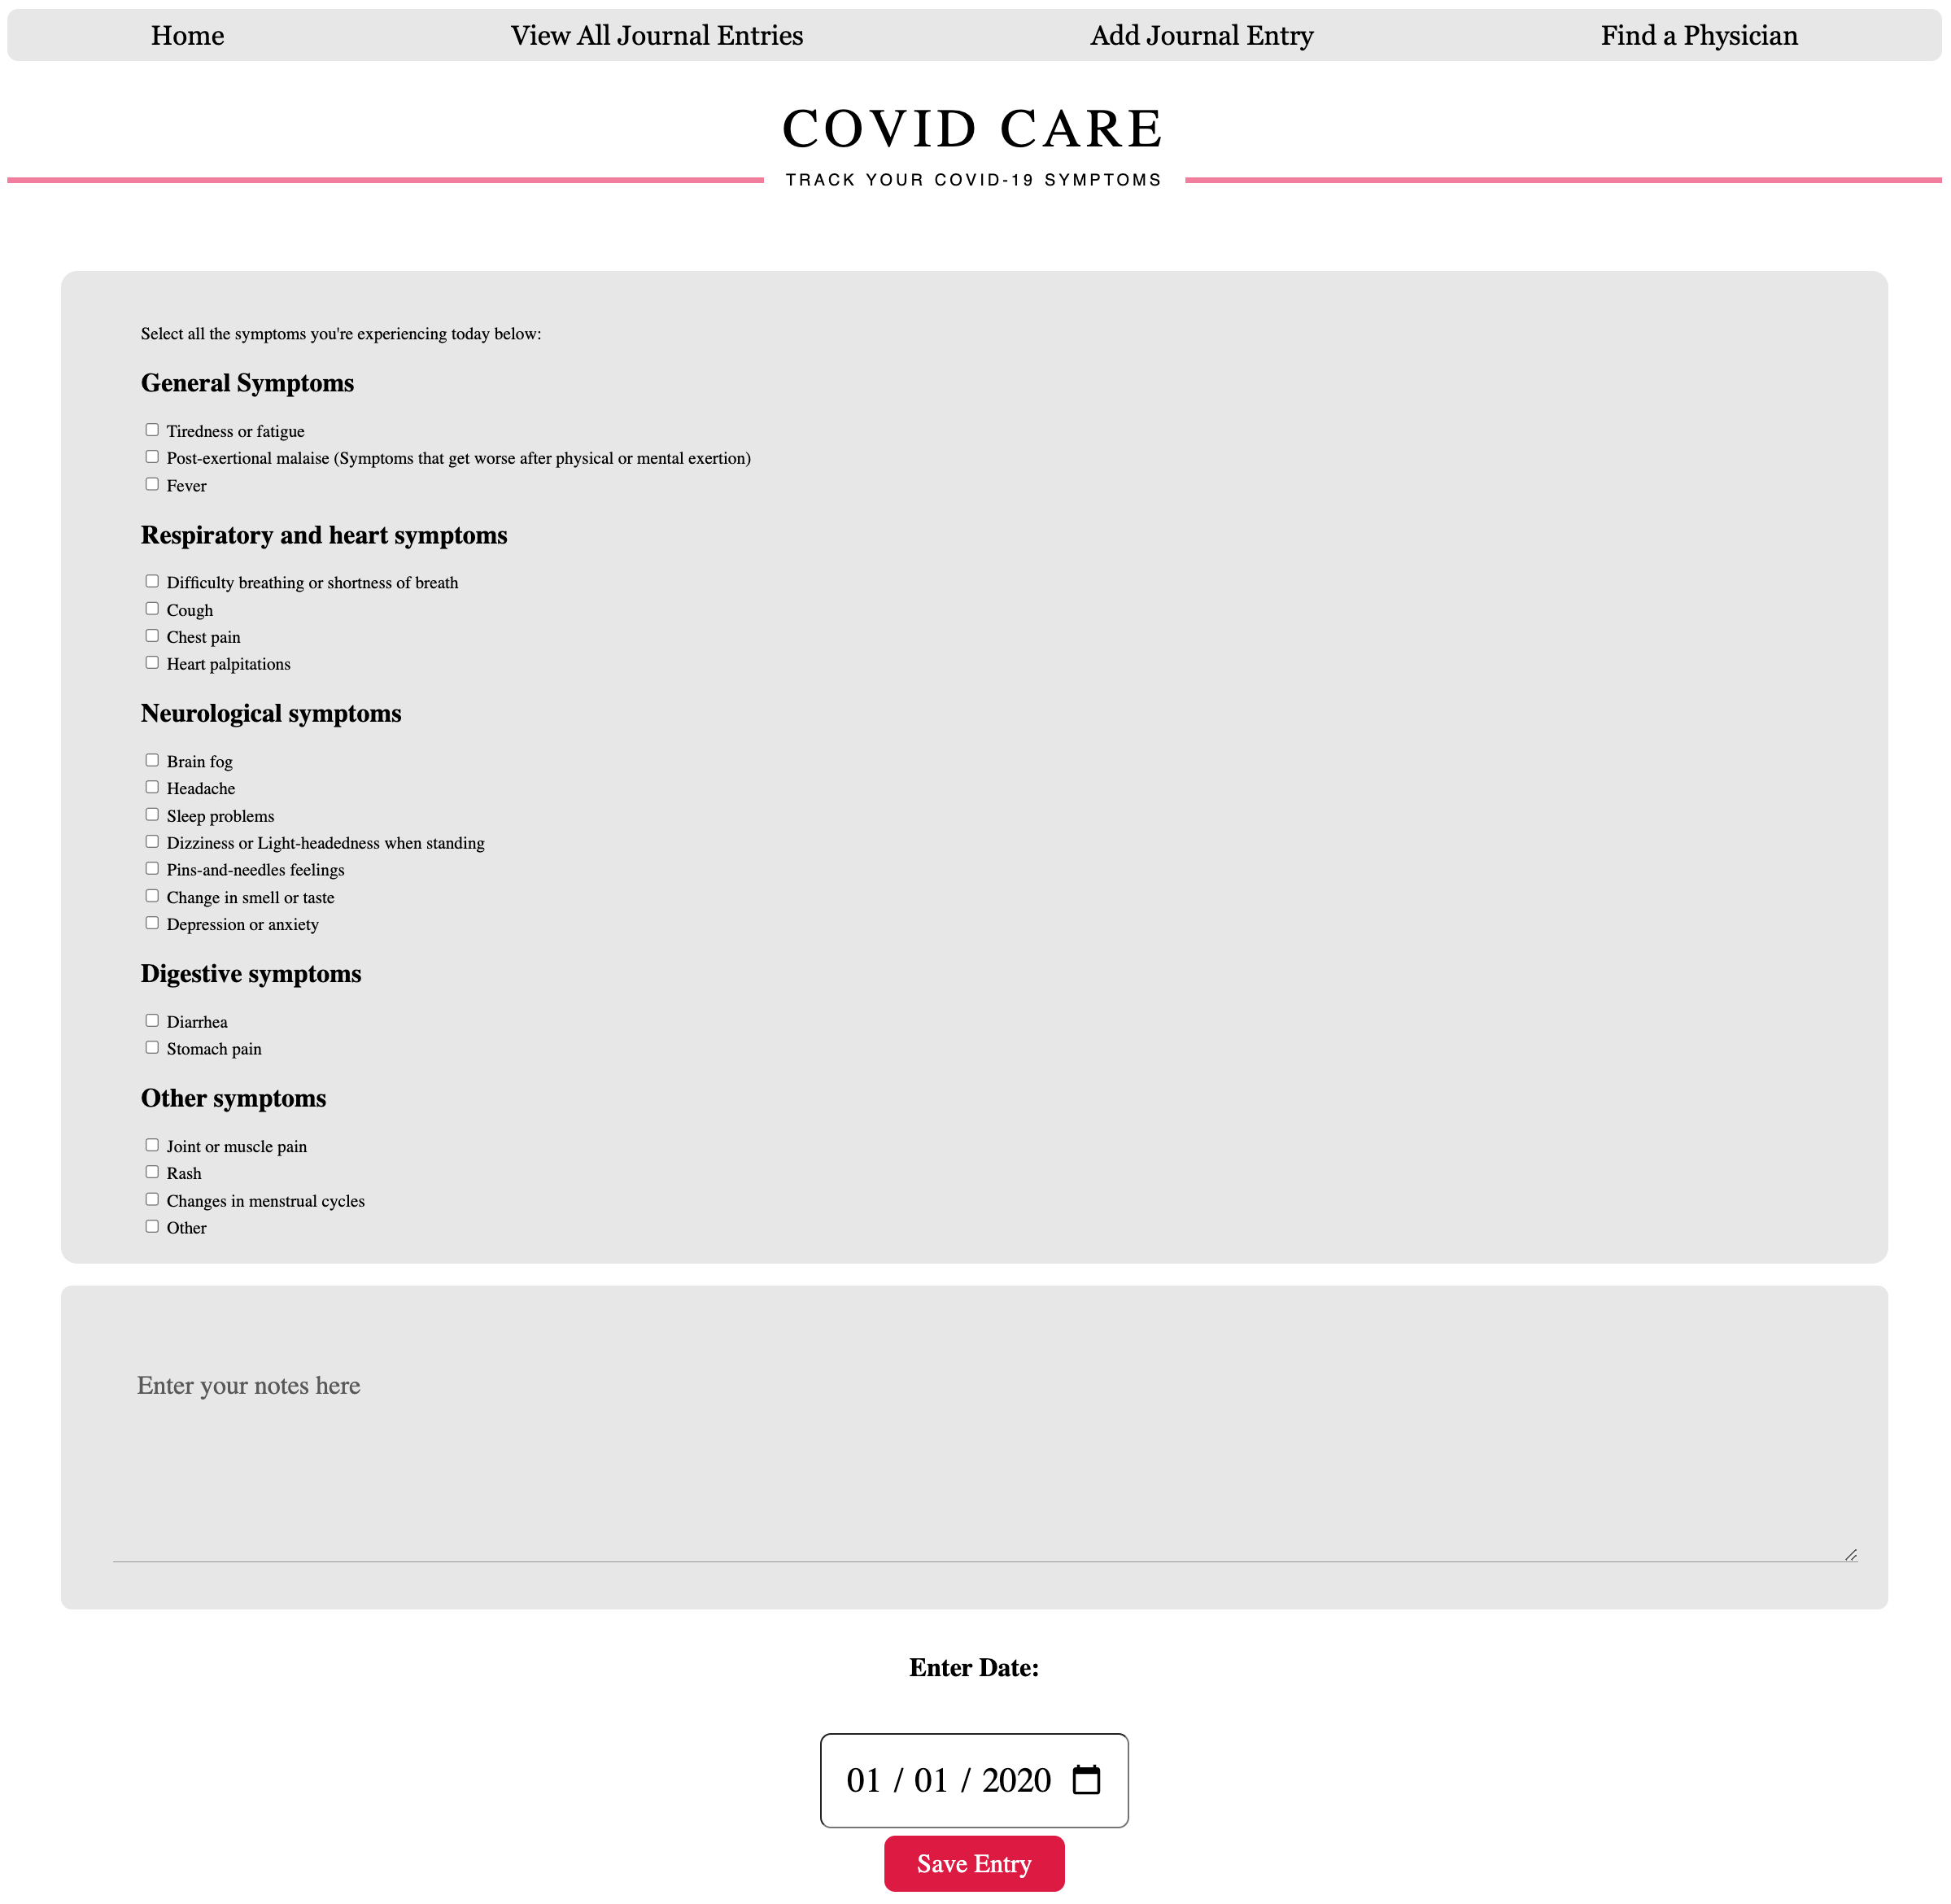 Home View All Journal Entries Add Journal Entry Find a Physician
COVID CARE
TRACK YOUR COVID-19 SYMPTOMS
Select all the symptoms you're experiencing today below:
General Symptoms
Tiredness or fatigue
Post-exertional malaise (Symptoms that get worse after physical or mental exertion)
Fever
Respiratory and heart symptoms
Difficulty breathing or shortness of breath
Cough
Chest pain
Heart palpitations
Neurological symptoms
Brain fog
Headache
Sleep problems
Dizziness or Light-headedness when standing
Pins-and-needles feelings
Change in smell or taste
Depression or anxiety
Digestive symptoms
Diarrhea
Stomach pain
Other symptoms
Joint or muscle pain
Rash
Changes in menstrual cycles
Other
Enter your notes here
Enter Date:
01 / 01 / 2020
Save Entry